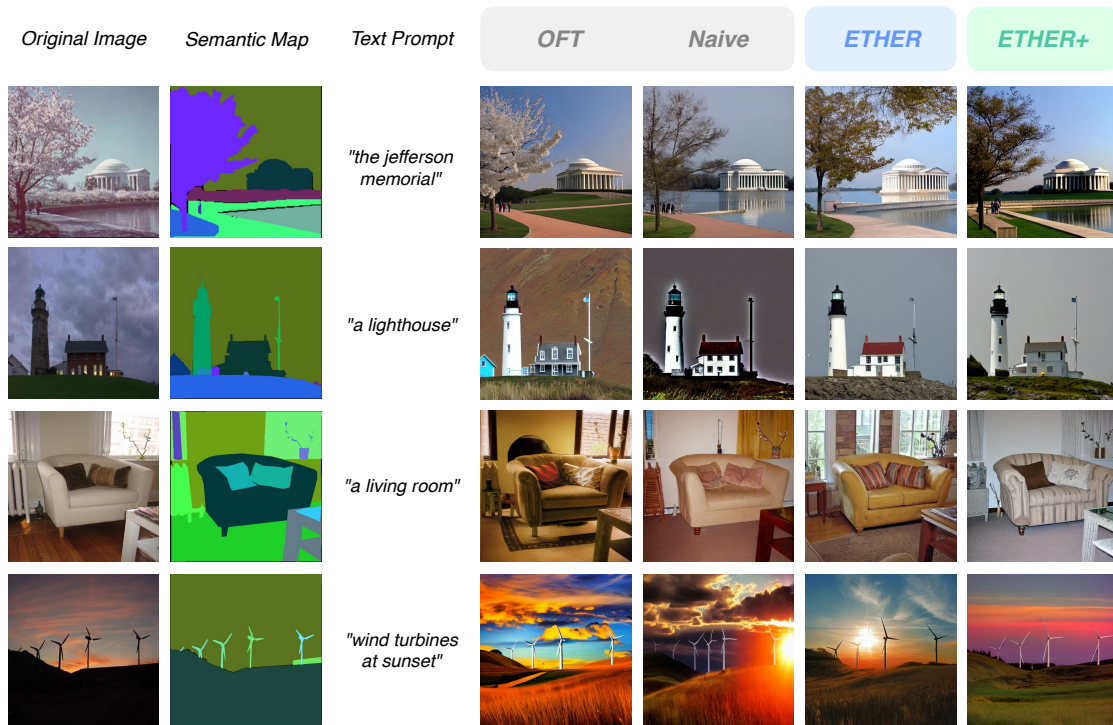 Original Image
Semantic Map
Text Prompt
OFT
Naive
ETHER
ETHER+
"the jefferson
memorial"
"a lighthouse"
"a living room"
"wind turbines
at sunset"